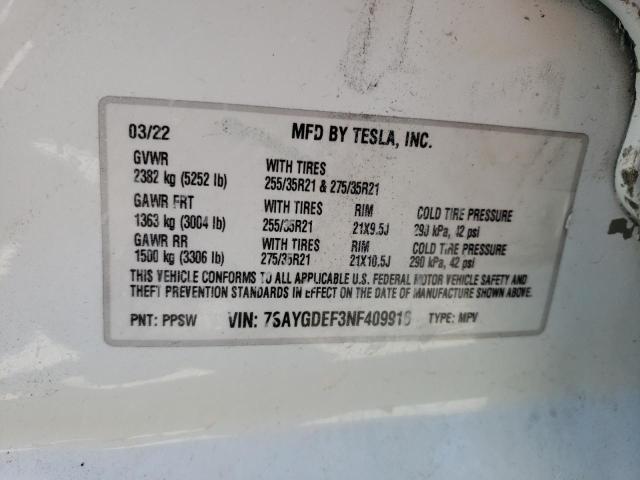 03/22 MFD BY TESLA, INC.
GVWR WITH TIRES
2382 kg (5252 lb) 255/35R21 & 275/35R21
GAWR FRT WITH TIRES RIM COLD TIRE PRESSURE
1363 kg (3004 lb) 255/35R21 21X9.5J 290 kPa, 42 psi
GAWR RR WITH TIRES RIM COLD TIRE PRESSURE
1500 kg (3306 lb) 275/35R21 21X10.5J 290 kPa, 42 psi
THIS VEHICLE CONFORMS TO ALL APPLICABLE U.S. FEDERAL MOTOR VEHICLE SAFETY AND
THEFT PREVENTION STANDARDS IN EFFECT ON THE DATE OF MANUFACTURE SHOWN ABOVE.
PNT: PPSW VIN: TYPE: MPV